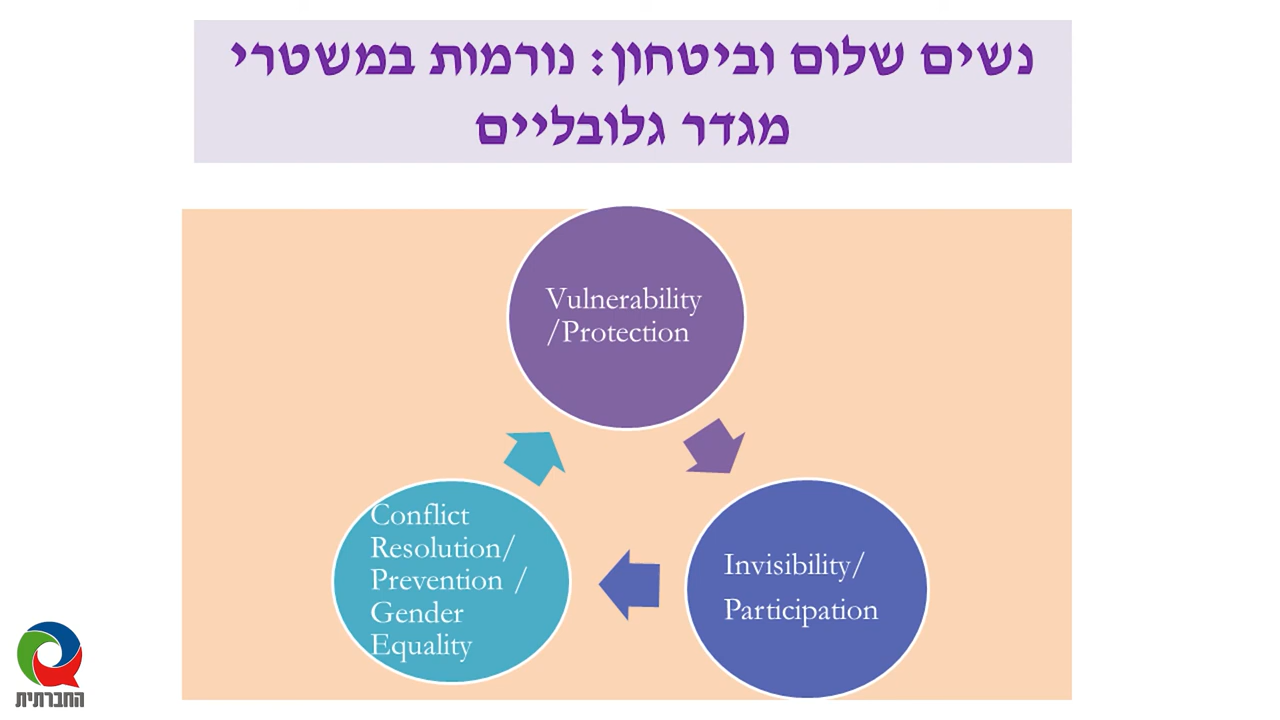 נשים שלום וביטחון: נורמות במשטרי
מגדר גלובליים
Vulnerability
/Protection
Invisibility/
Participation
Conflict
Resolution/
Prevention /
Gender
Equality
החברתית